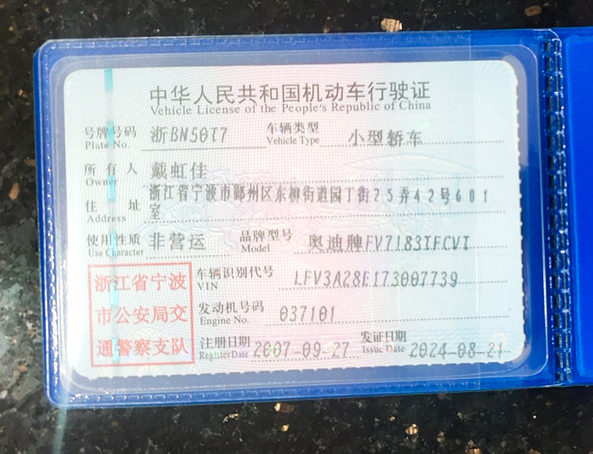 中华人民共和国机动车行驶证
Vehicle License of the People's Republic of China
号牌号码 浙BN50T7 车辆类型 小型轿车
Plate No. Vehicle Type
所有人 戴虹佳
Owner
住址 浙江省宁波市鄞州区东柳街道园丁街25弄42号601
Address 室
使用性质 非营运 品牌型号 奥迪牌FV7183TFCVT
Use Character Model
浙江省宁波
市公安局交
通警察支队
车辆识别代号 LFV3A28E173007739
VIN
发动机号码 037101
Engine No.
注册日期 2007-09-27 发证日期 2024-08-21
Register Date Issue Date